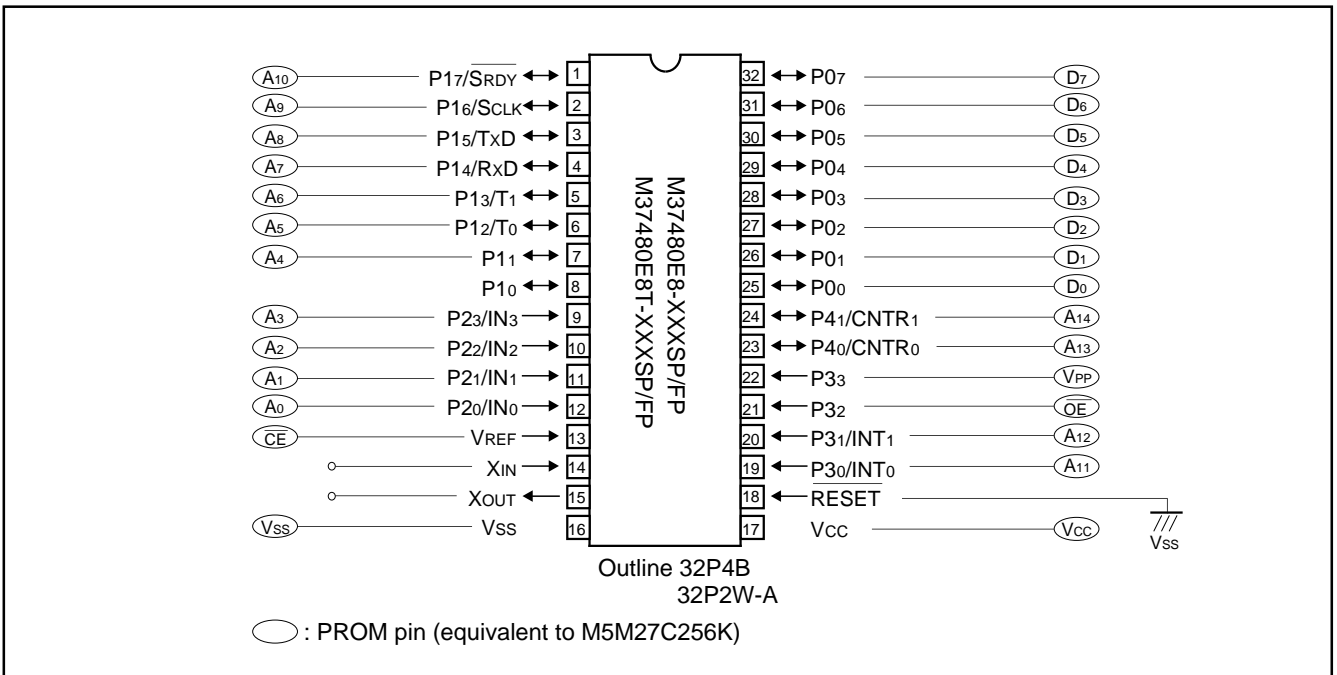 A10 P17/SRDY 1 32 P07 D7
A9 P16/SCLK 2 31 P06 D6
A8 P15/TxD 3 30 P05 D5
A7 P14/RxD 4 29 P04 D4
A6 P13/T1 5 28 P03 D3
A5 P12/T0 6 27 P02 D2
A4 P11 7 26 P01 D1
P10 8 25 P00 D0
A3 P23/IN3 9 24 P41/CNTR1 A14
A2 P22/IN2 10 23 P40/CNTR0 A13
A1 P21/IN1 11 22 P33 VPP
A0 P20/IN0 12 21 P32 OE
CE VREF 13 20 P31/INT1 A12
XIN 14 19 P30/INT0 A11
XOUT 15 18 RESET
VSS VSS 16 17 VCC VCC
VSS
M37480E8-XXXSP/FP
M37480E8T-XXXSP/FP
Outline 32P4B
32P2W-A
: PROM pin (equivalent to M5M27C256K)